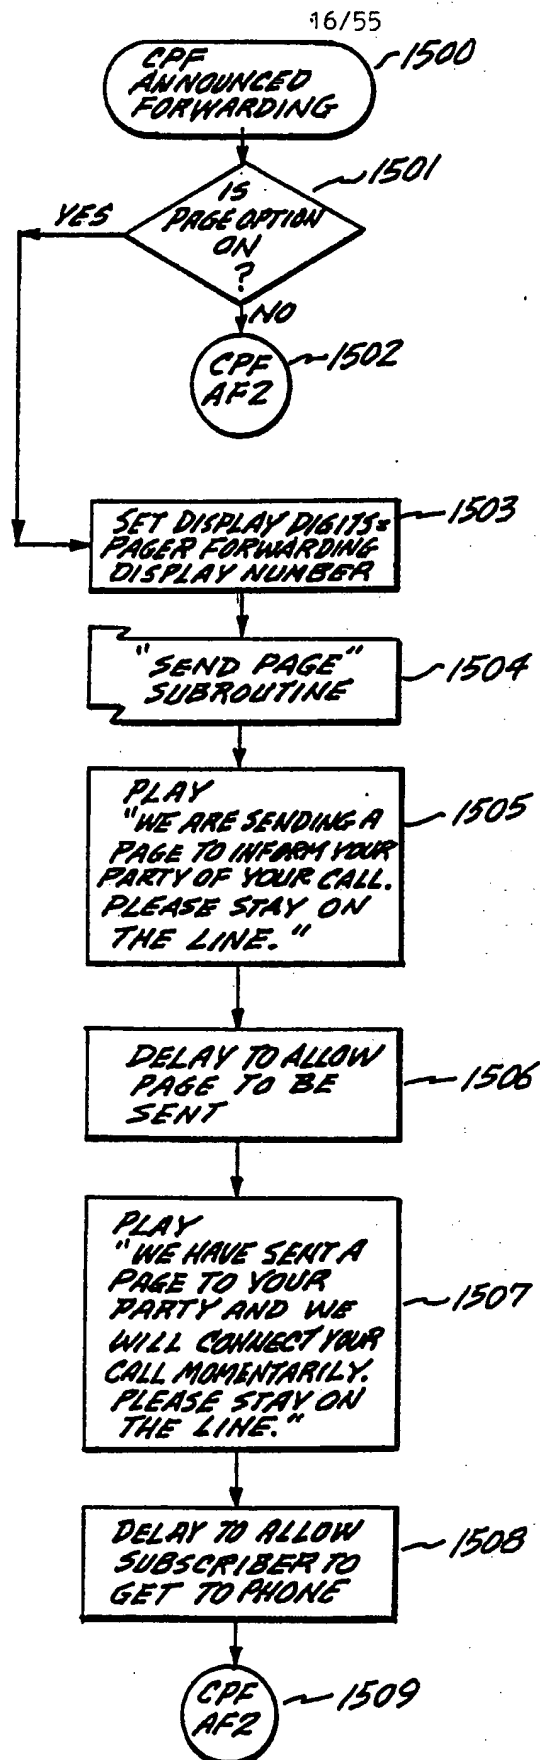 16/55
CPF
ANNOUNCED
FORWARDING
1500
1501
IS
PAGE OPTION
ON
?
YES
NO
CPF
AF2
1502
SET DISPLAY DIGITS=
PAGER FORWARDING
DISPLAY NUMBER
1503
"SEND PAGE"
SUBROUTINE
1504
PLAY
"WE ARE SENDING A
PAGE TO INFORM YOUR
PARTY OF YOUR CALL.
PLEASE STAY ON
THE LINE."
1505
DELAY TO ALLOW
PAGE TO BE
SENT
1506
PLAY
"WE HAVE SENT A
PAGE TO YOUR
PARTY AND WE
WILL CONNECT YOUR
CALL MOMENTARILY.
PLEASE STAY ON
THE LINE."
1507
DELAY TO ALLOW
SUBSCRIBER TO
GET TO PHONE
1508
CPF
AF2
1509